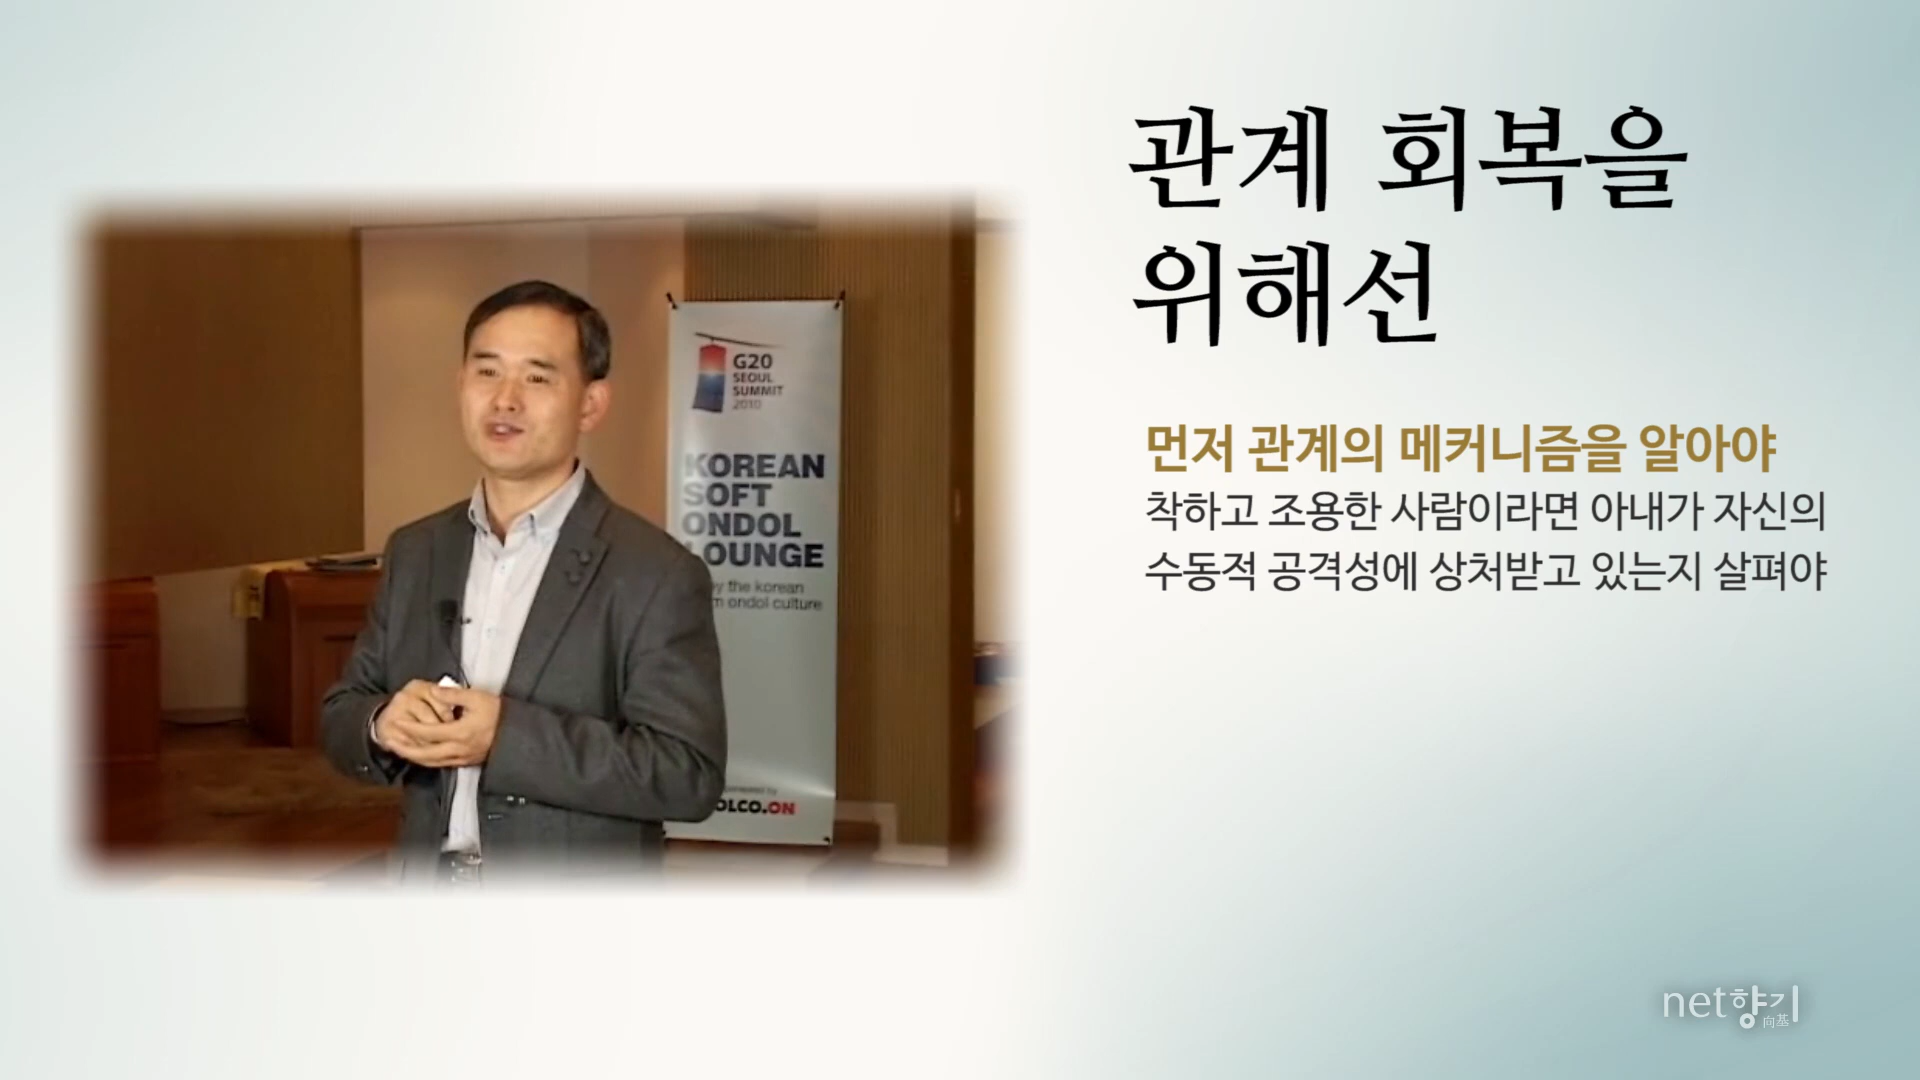 관계 회복을
위해선
먼저 관계의 메커니즘을 알아야
착하고 조용한 사람이라면 아내가 자신의
수동적 공격성에 상처받고 있는지 살펴야
G20
SEOUL
SUMMIT
2010
KOREAN
SOFT
ONDOL
LOUNGE
the korean
ondol culture
OLCO.ON
net향기
向基